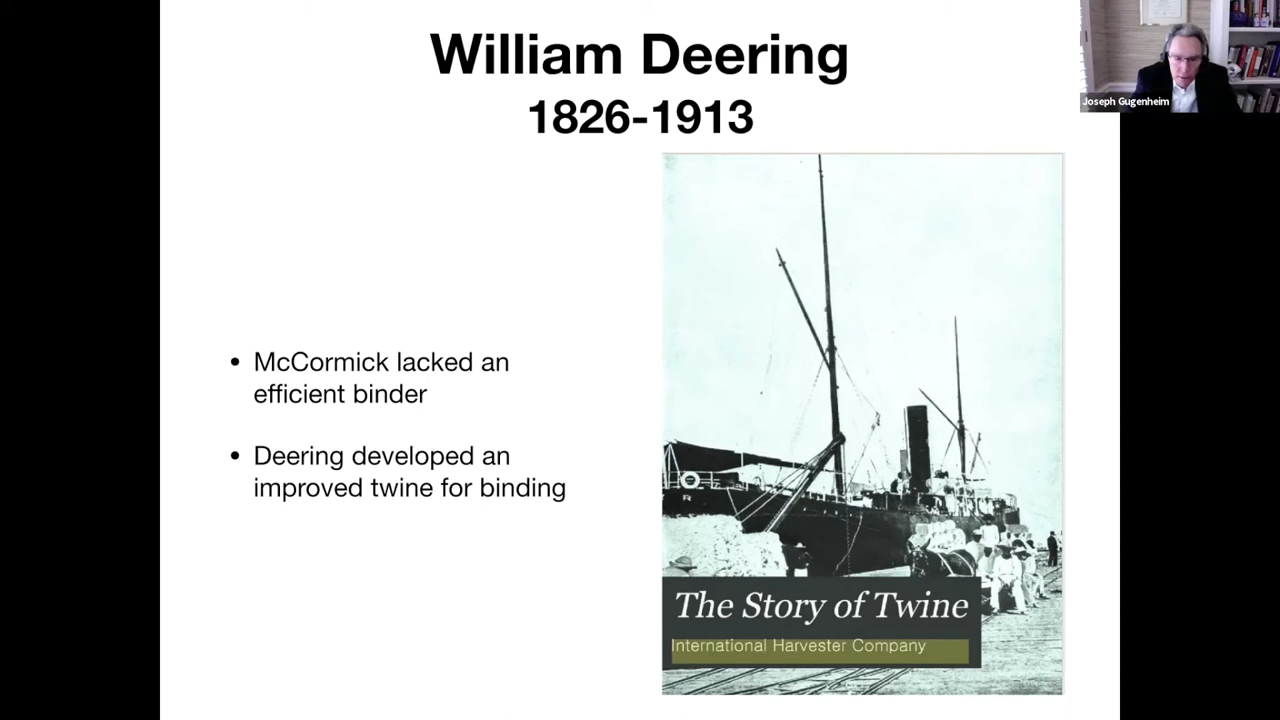 William Deering
1826-1913
Joseph Gugenheim
• McCormick lacked an
efficient binder
• Deering developed an
improved twine for binding
R
The Story of Twine
International Harvester Company